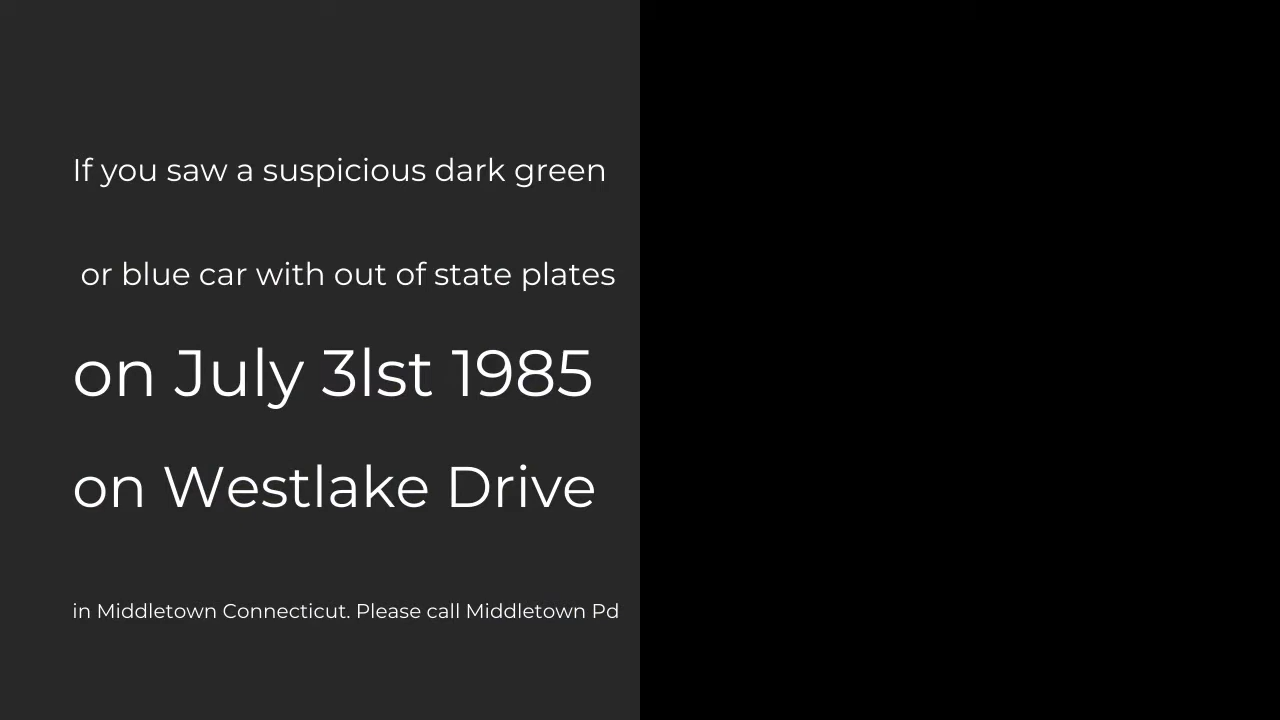 If you saw a suspicious dark green
or blue car with out of state plates
on July 3lst 1985
on Westlake Drive
in Middletown Connecticut. Please call Middletown Pd